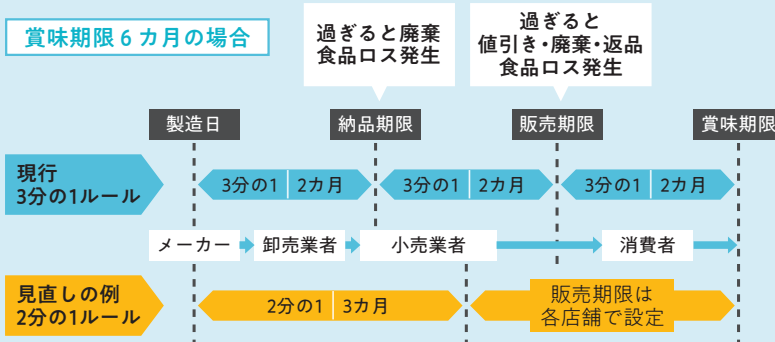 賞味期限6カ月の場合
過ぎると廃棄
食品ロス発生
過ぎると
値引き・廃棄・返品
食品ロス発生
製造日
納品期限
販売期限
賞味期限
現行
3分の1ルール
3分の1 2カ月
3分の1 2カ月
3分の1 2カ月
メーカー
卸売業者
小売業者
消費者
見直しの例
2分の1ルール
2分の1 3カ月
販売期限は
各店舗で設定